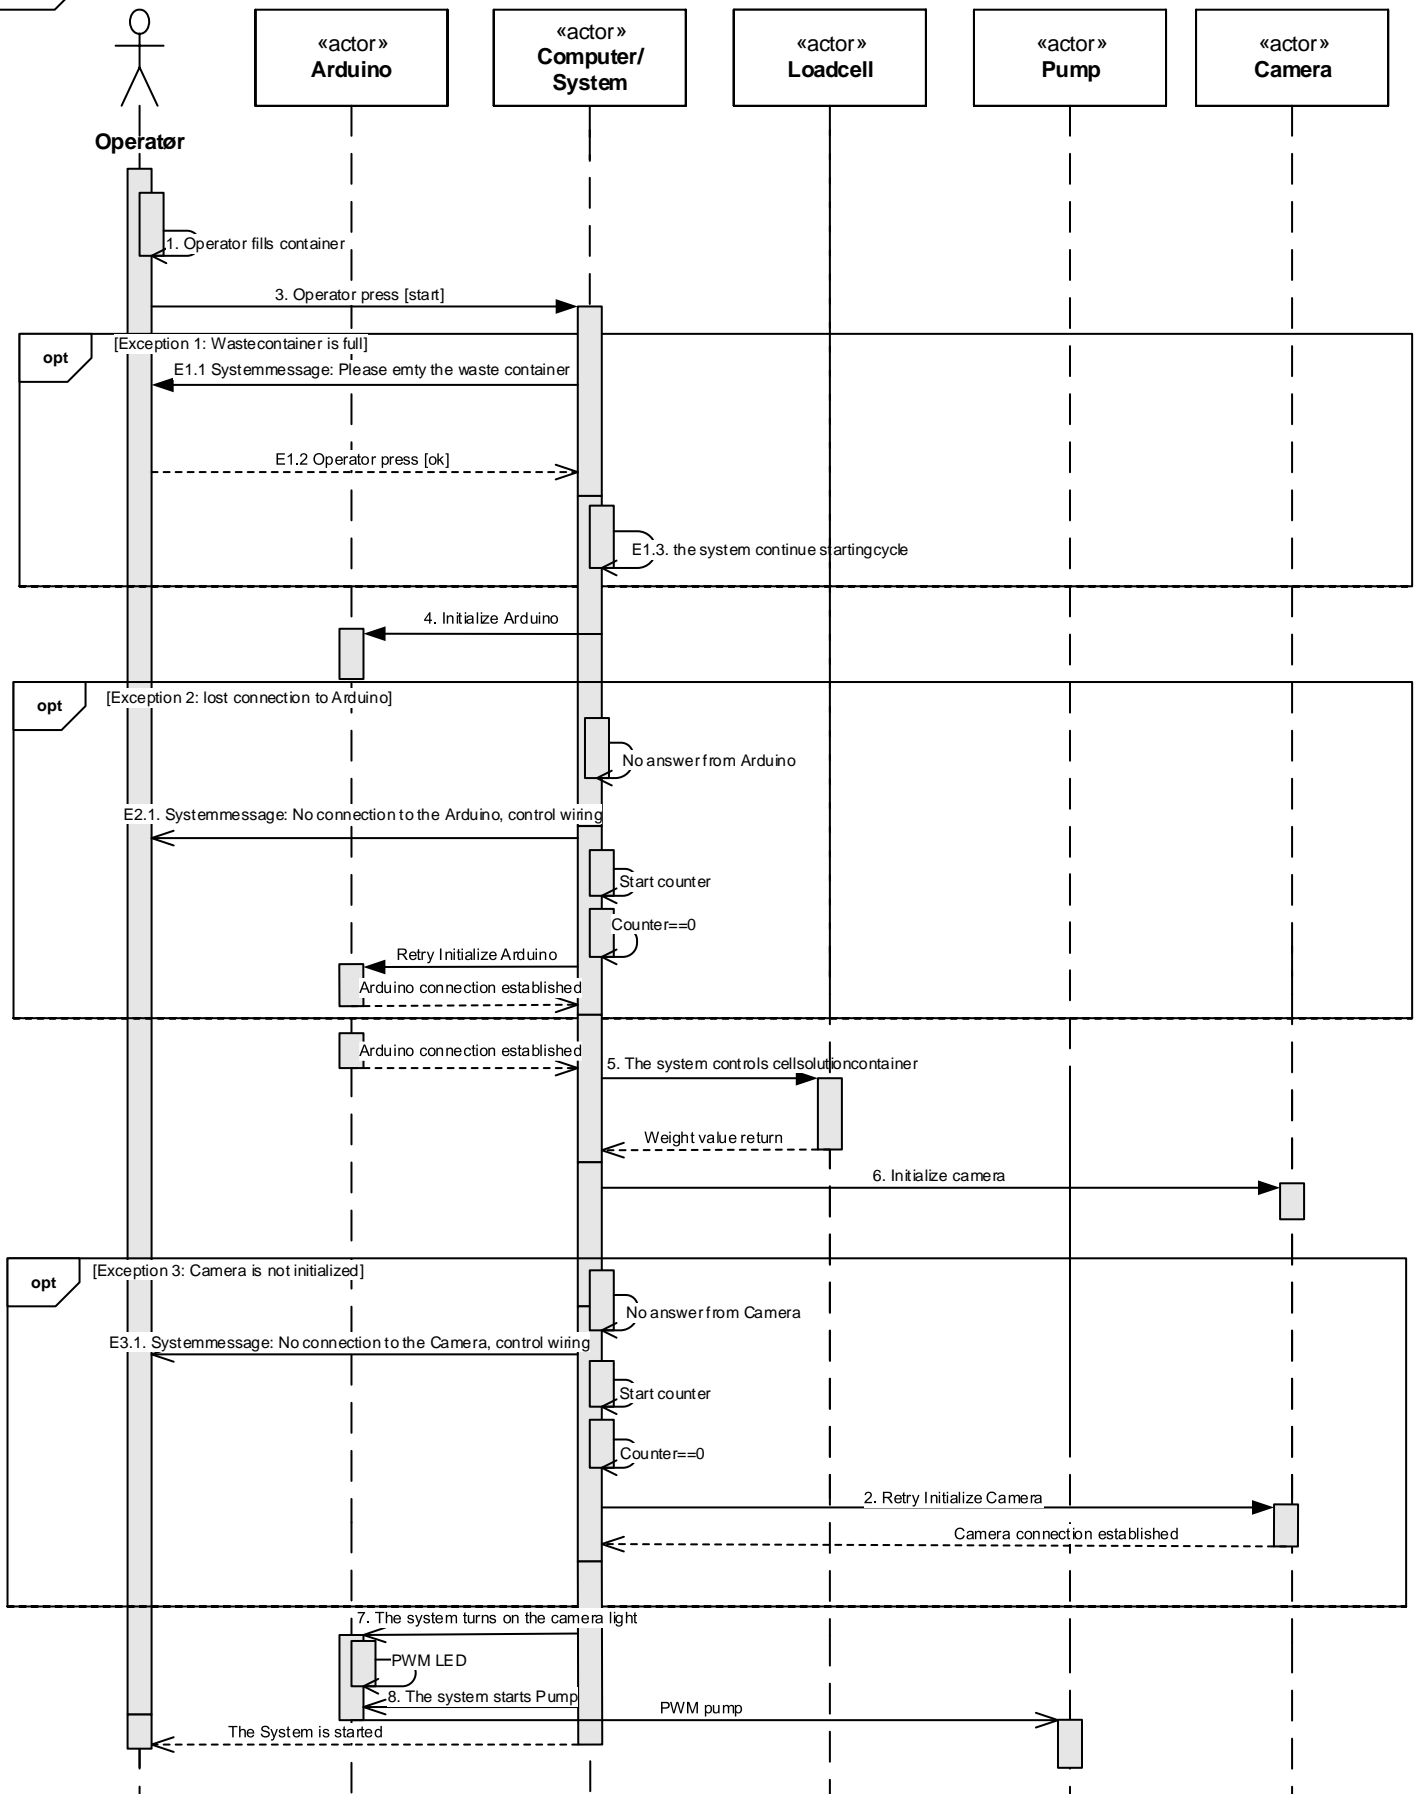 «actor»
Arduino
«actor»
Computer/
System
«actor»
Loadcell
«actor»
Pump
«actor»
Camera
Operatør
1. Operator fills container
3. Operator press [start]
opt
[Exception 1: Wastecontainer is full]
E1.1 Systemmessage: Please emty the waste container
E1.2 Operator press [ok]
E1.3. the system continue startingcycle
4. Initialize Arduino
opt
[Exception 2: lost connection to Arduino]
No answer from Arduino
E2.1. Systemmessage: No connection to the Arduino, control wiring
Start counter
Counter==0
Retry Initialize Arduino
Arduino connection established
Arduino connection established
5. The system controls cellsolutioncontainer
Weight value return
6. Initialize camera
opt
[Exception 3: Camera is not initialized]
No answer from Camera
E3.1. Systemmessage: No connection to the Camera, control wiring
Start counter
Counter==0
2. Retry Initialize Camera
Camera connection established
7. The system turns on the camera light
PWM LED
8. The system starts Pump
PWM pump
The System is started